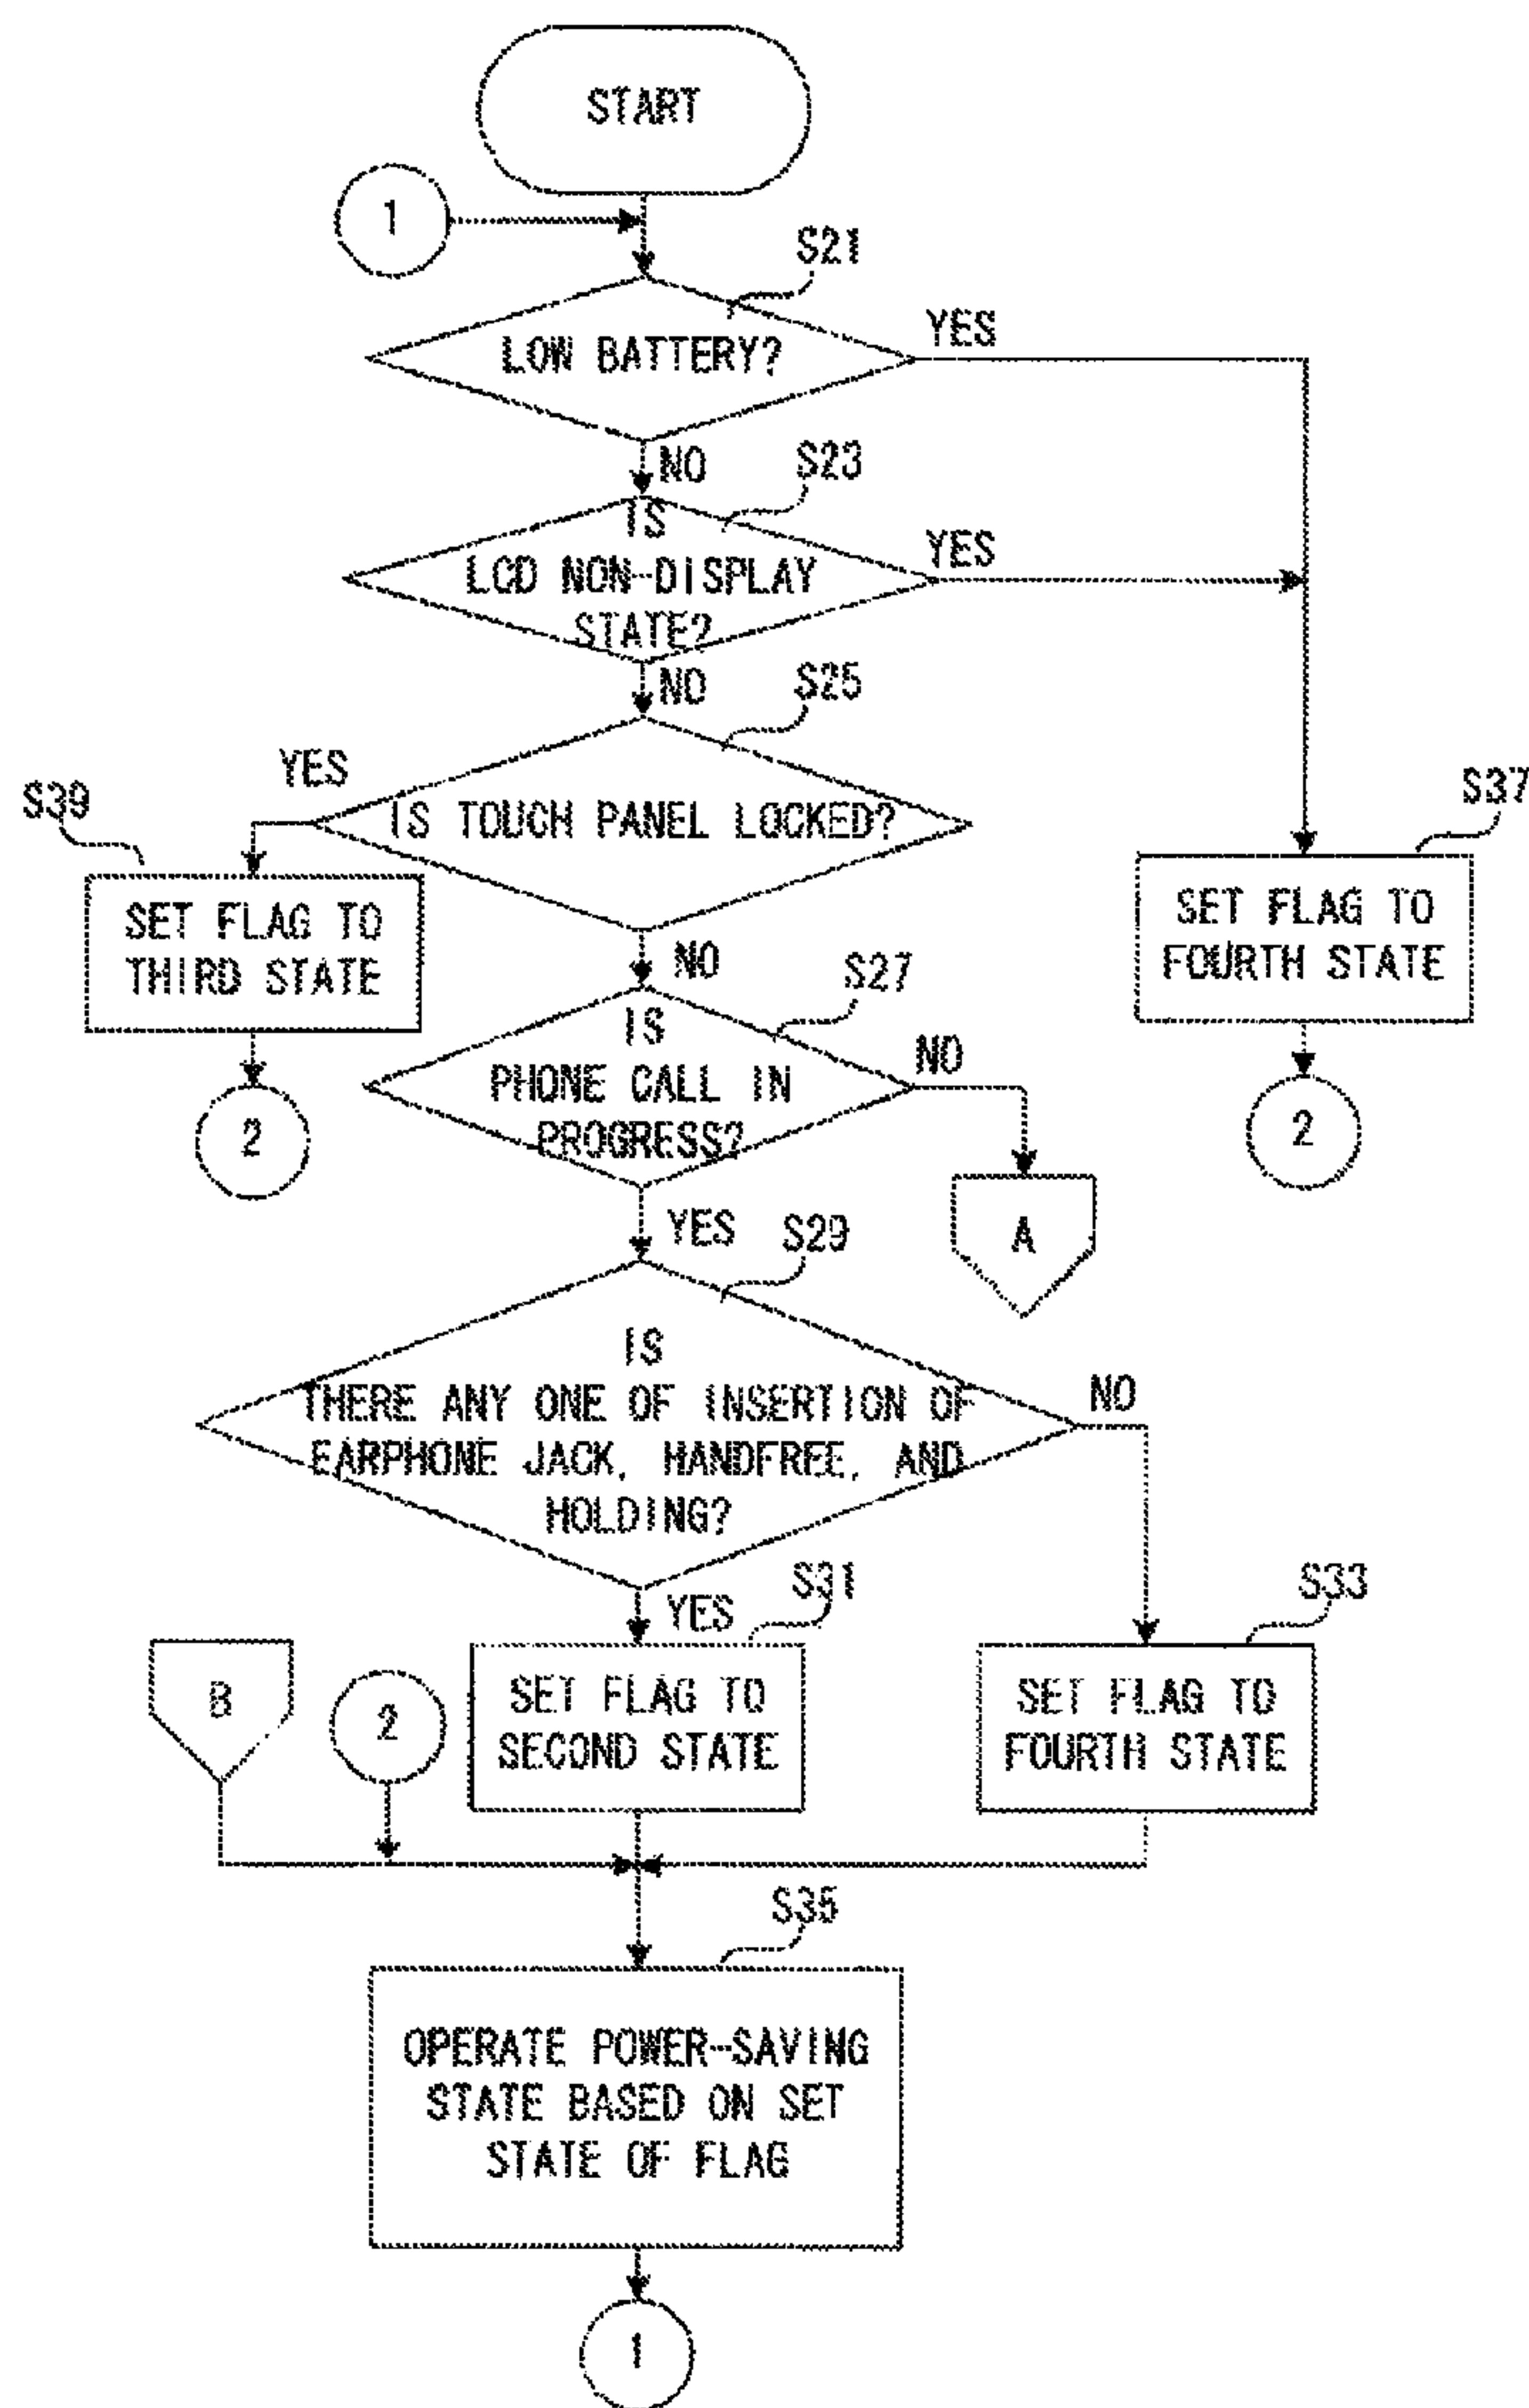 START
1
S21
LOW BATTERY?
YES
NO
S23
IS
LCD NON-DISPLAY
STATE?
YES
NO
S25
YES
IS TOUCH PANEL LOCKED?
S39
SET FLAG TO
THIRD STATE
2
S37
SET FLAG TO
FOURTH STATE
2
NO
S27
IS
PHONE CALL IN
PROGRESS?
NO
A
YES
S29
IS
THERE ANY ONE OF INSERTION OF
EARPHONE JACK, HANDFREE, AND
HOLDING?
NO
YES
S31
SET FLAG TO
SECOND STATE
S33
SET FLAG TO
FOURTH STATE
B
2
S35
OPERATE POWER-SAVING
STATE BASED ON SET
STATE OF FLAG
1